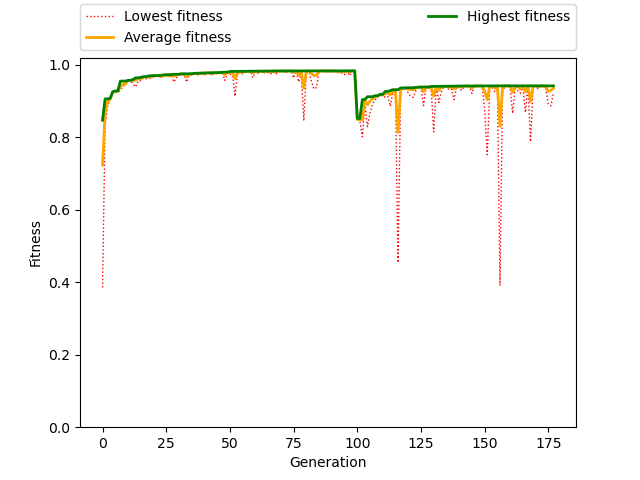 Lowest fitness
Average fitness
Highest fitness
1.0
0.8
0.6
0.4
0.2
0.0
Fitness
0 25 50 75 100 125 150 175
Generation